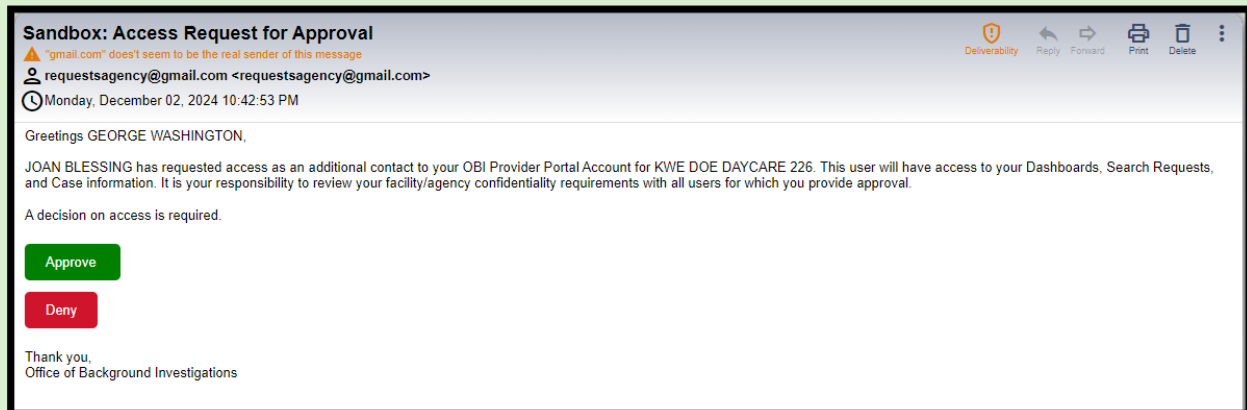 Sandbox: Access Request for Approval
"gmail.com" does't seem to be the real sender of this message
requestsagency@gmail.com <requestsagency@gmail.com>
Monday, December 02, 2024 10:42:53 PM
Deliverability Reply Forward Print Delete
Greetings GEORGE WASHINGTON,
JOAN BLESSING has requested access as an additional contact to your OBI Provider Portal Account for KWE DOE DAYCARE 226. This user will have access to your Dashboards, Search Requests,
and Case information. It is your responsibility to review your facility/agency confidentiality requirements with all users for which you provide approval.
A decision on access is required.
Approve
Deny
Thank you,
Office of Background Investigations